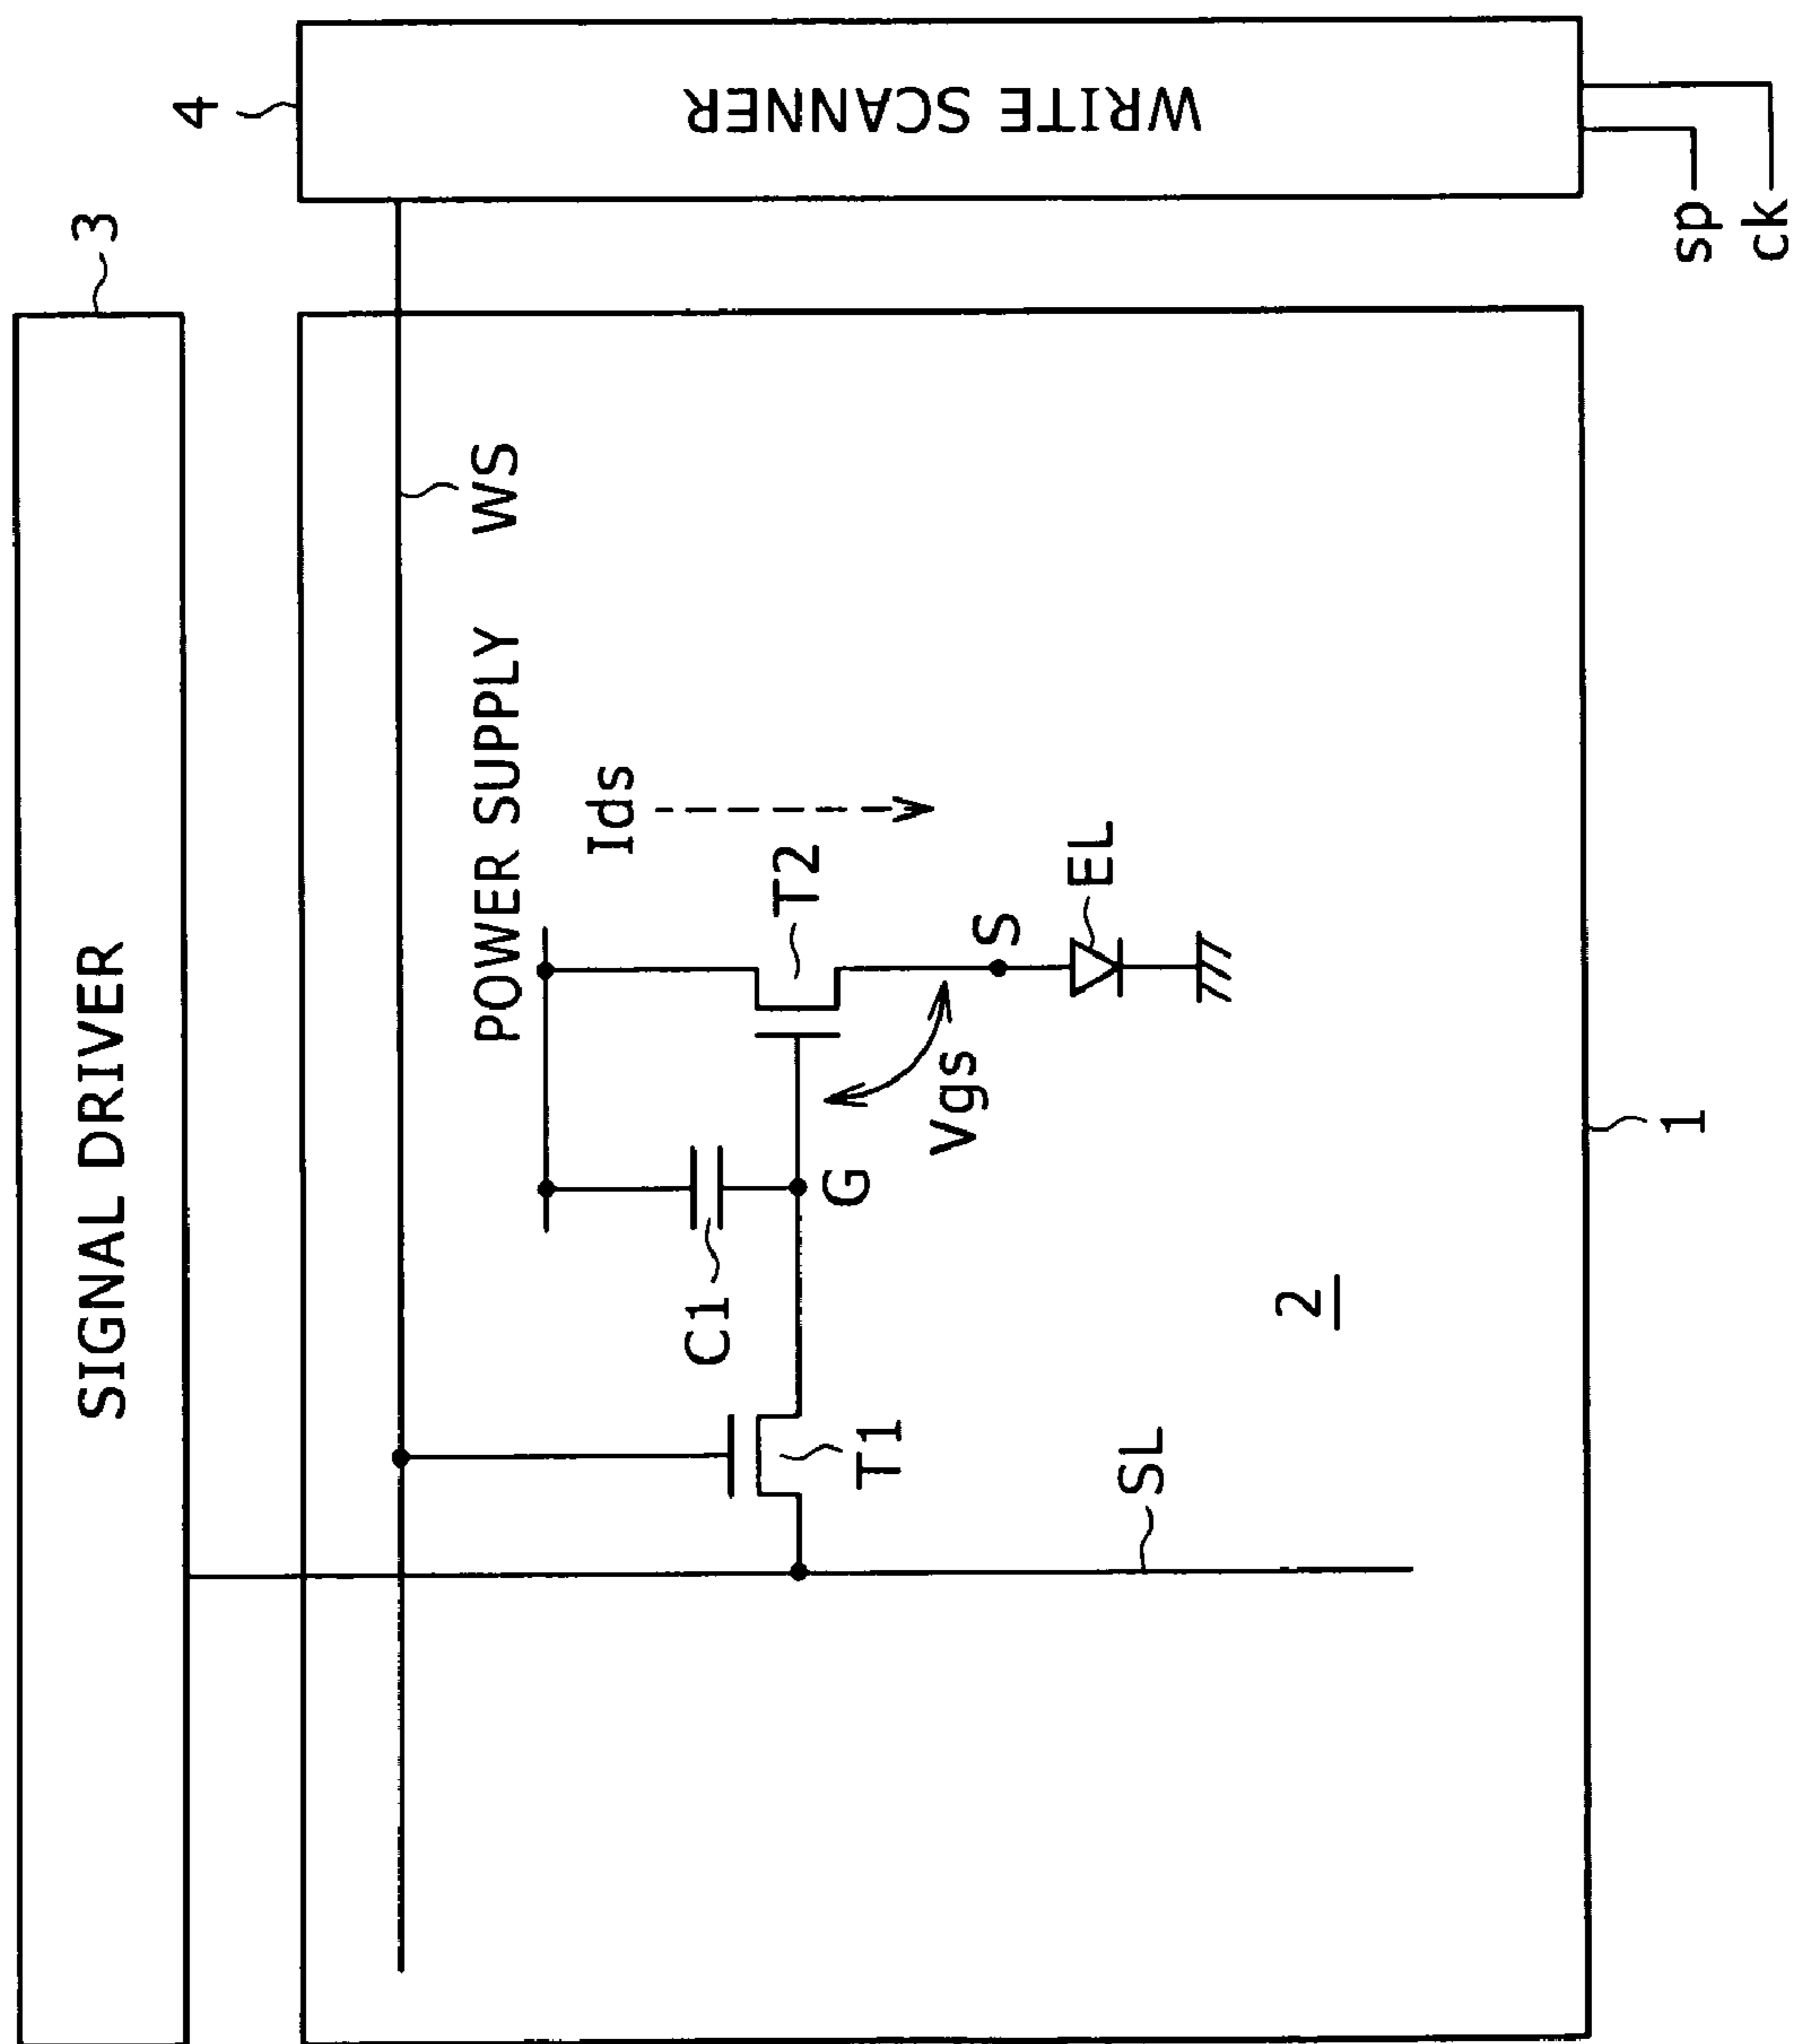 SIGNAL DRIVER
3
4
WRITE SCANNER
WS
POWER SUPPLY
Ids
C1
T2
G
Vgs
S
T1
EL
SL
2
1
sp
ck